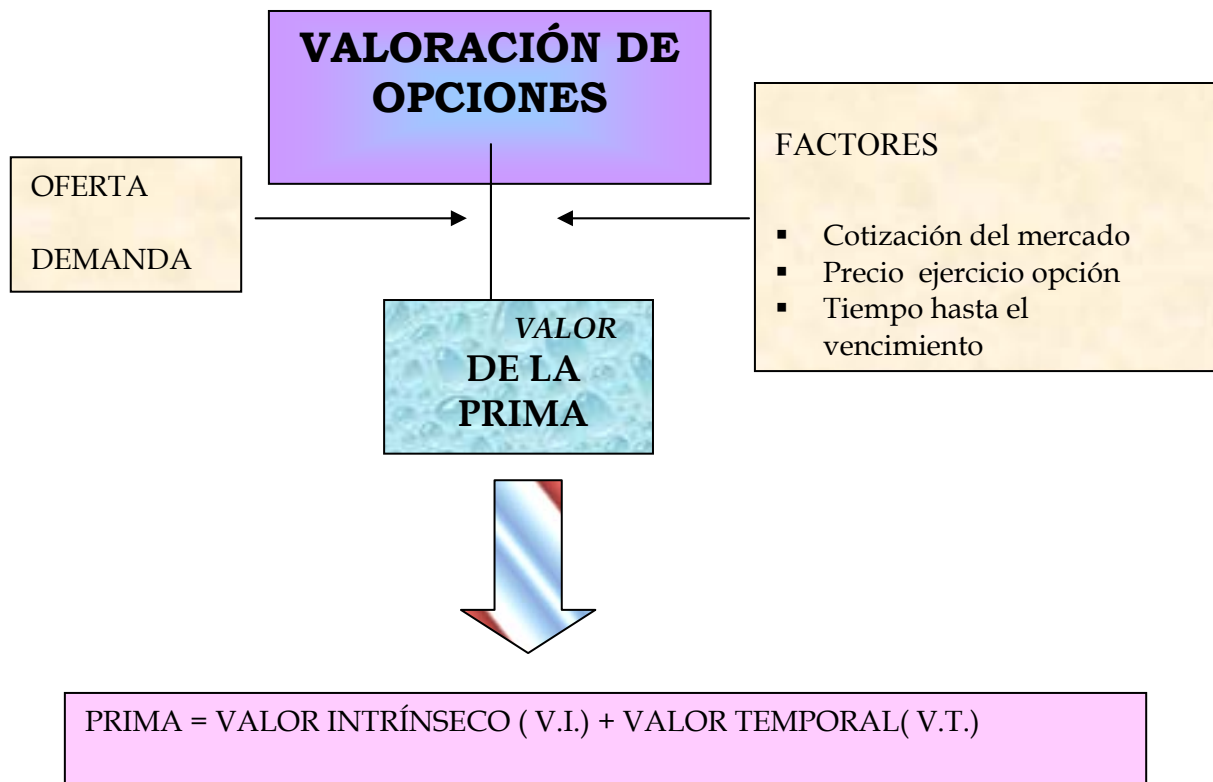 VALORACIÓN DE
OPCIONES
OFERTA
DEMANDA
FACTORES
▪ Cotización del mercado
▪ Precio ejercicio opción
▪ Tiempo hasta el
vencimiento
VALOR
DE LA
PRIMA
PRIMA = VALOR INTRÍNSECO ( V.I.) + VALOR TEMPORAL( V.T.)